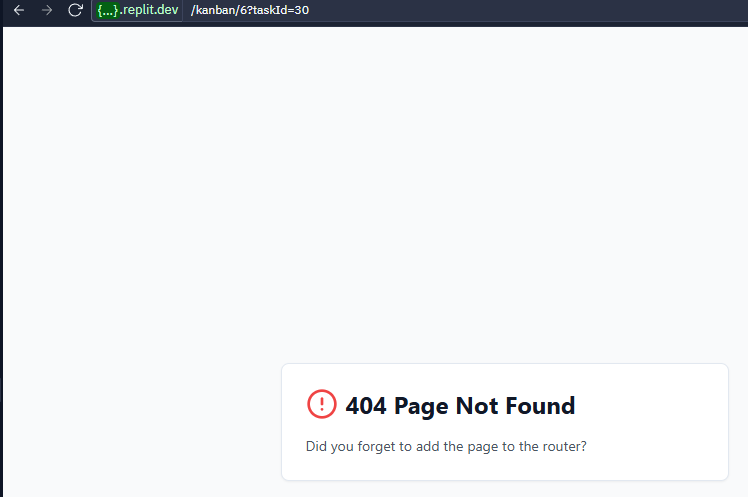 {...}.replit.dev /kanban/6?taskId=30
404 Page Not Found
Did you forget to add the page to the router?